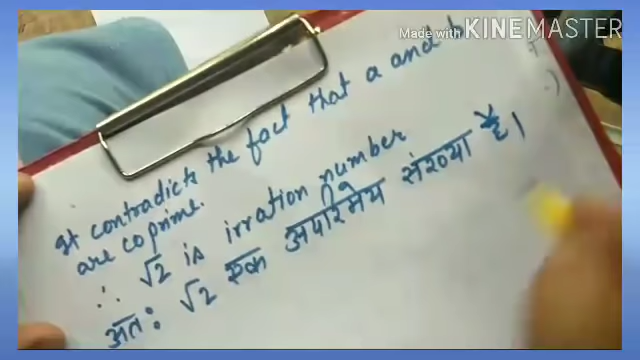 Made with KINEMASTER
It contradicts the fact that a and b
are coprime.
∴ √2 is irration number
अतः √2 एक अपरिमेय संख्या है।